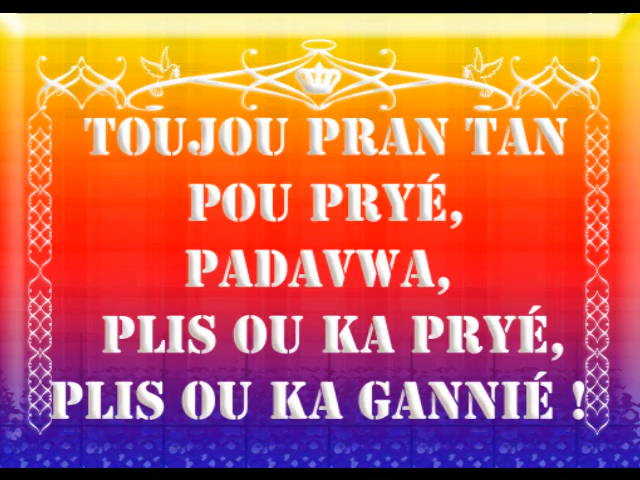 TOUJOU PRAN TAN
POU PRYÉ,
PADAVWA,
PLIS OU KA PRYÉ,
PLIS OU KA GANNIÉ !